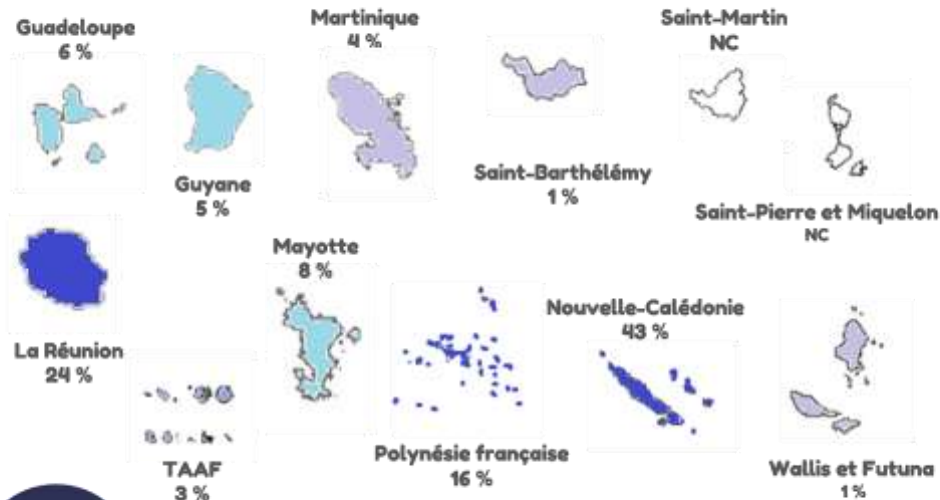 Guadeloupe
6 %
Martinique
4 %
Saint-Martin
NC
Guyane
5 %
Saint-Barthélémy
1 %
Saint-Pierre et Miquelon
NC
La Réunion
24 %
Mayotte
8 %
Nouvelle-Calédonie
43 %
TAAF
3 %
Polynésie française
16 %
Wallis et Futuna
1 %